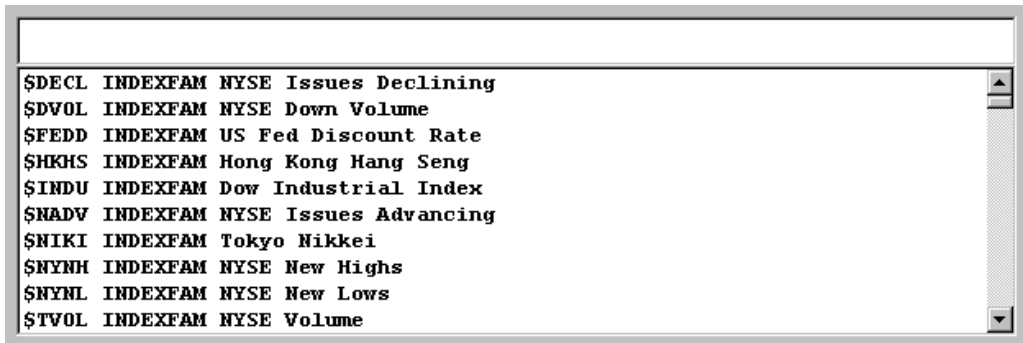 $DECL INDEXFAM NYSE Issues Declining
$DVOL INDEXFAM NYSE Down Volume
$FEDD INDEXFAM US Fed Discount Rate
$HKHS INDEXFAM Hong Kong Hang Seng
$INDU INDEXFAM Dow Industrial Index
$NADV INDEXFAM NYSE Issues Advancing
$NIKI INDEXFAM Tokyo Nikkei
$NYNH INDEXFAM NYSE New Highs
$NYNL INDEXFAM NYSE New Lows
$TVOL INDEXFAM NYSE Volume